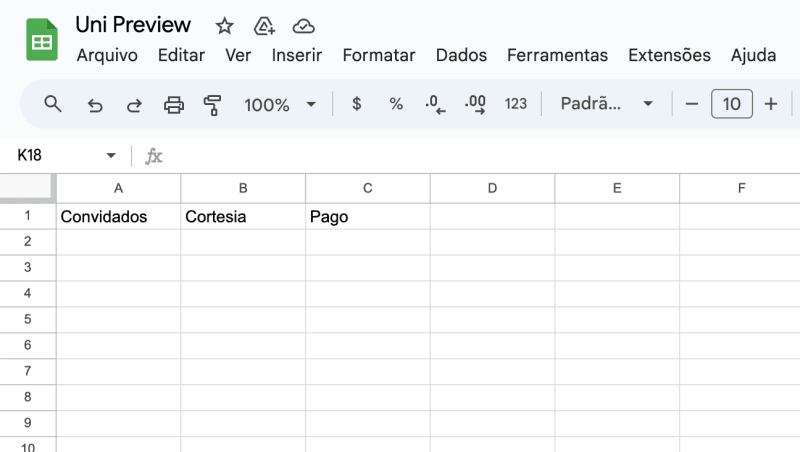 Uni Preview
Arquivo Editar Ver Inserir Formatar Dados Ferramentas Extensões Ajuda
100% $ % .0 .00 123 Padrã... 10
K18 fx
A B C D E F
1 Convidados Cortesia Pago
2
3
4
5
6
7
8
9
10